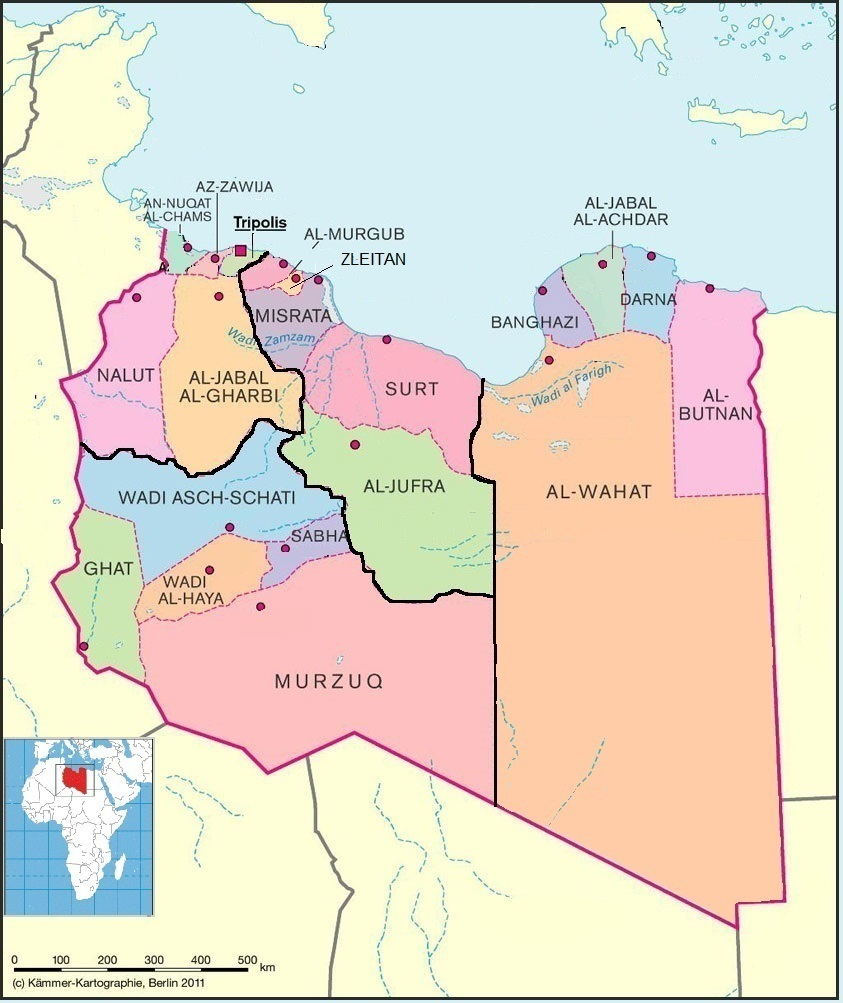 AZ-ZAWIJA
AN-NUQAT
AL-CHAMS
Tripolis
AL-MURGUB
ZLEITAN
AL-JABAL
AL-ACHDAR
MISRATA
BANGHAZI
DARNA
Wadi Zamzam
NALUT
AL-JABAL
AL-GHARBI
SURT
Wadi al Farigh
AL-
BUTNAN
WADI ASCH-SCHATI
AL-JUFRA
AL-WAHAT
SABHA
GHAT
WADI
AL-HAYA
MURZUQ
0 100 200 300 400 500 km
(c) Kämmer-Kartographie, Berlin 2011